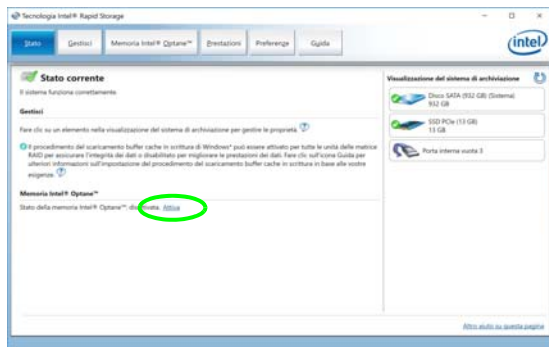 Tecnologia Intel® Rapid Storage
Stato
Gestisci
Memoria Intel® Optane™
Prestazioni
Preferenze
Guida
intel
Stato corrente
Il sistema funziona correttamente.
Gestisci
Fare clic su un elemento nella visualizzazione del sistema di archiviazione per gestire le proprietà.
Il procedimento del scaricamento buffer cache in scrittura di Windows* può essere attivato per tutte le unità delle matrice
RAID per assicurare l'integrità dei dati o disabilitato per migliorare le prestazioni dei dati. Fare clic sull'icona Guida per
ulteriori informazioni sull'impostazione del procedimento del scaricamento buffer cache in scrittura in base alle vostre
esigenze.
Memoria Intel® Optane™
Stato della memoria Intel® Optane™: disattivata. Attiva
Visualizzazione del sistema di archiviazione
Disco SATA (932 GB) (Sistema)
932 GB
SSD PCIe (13 GB)
13 GB
Porta interna vuota 3
Altro aiuto su questa pagina